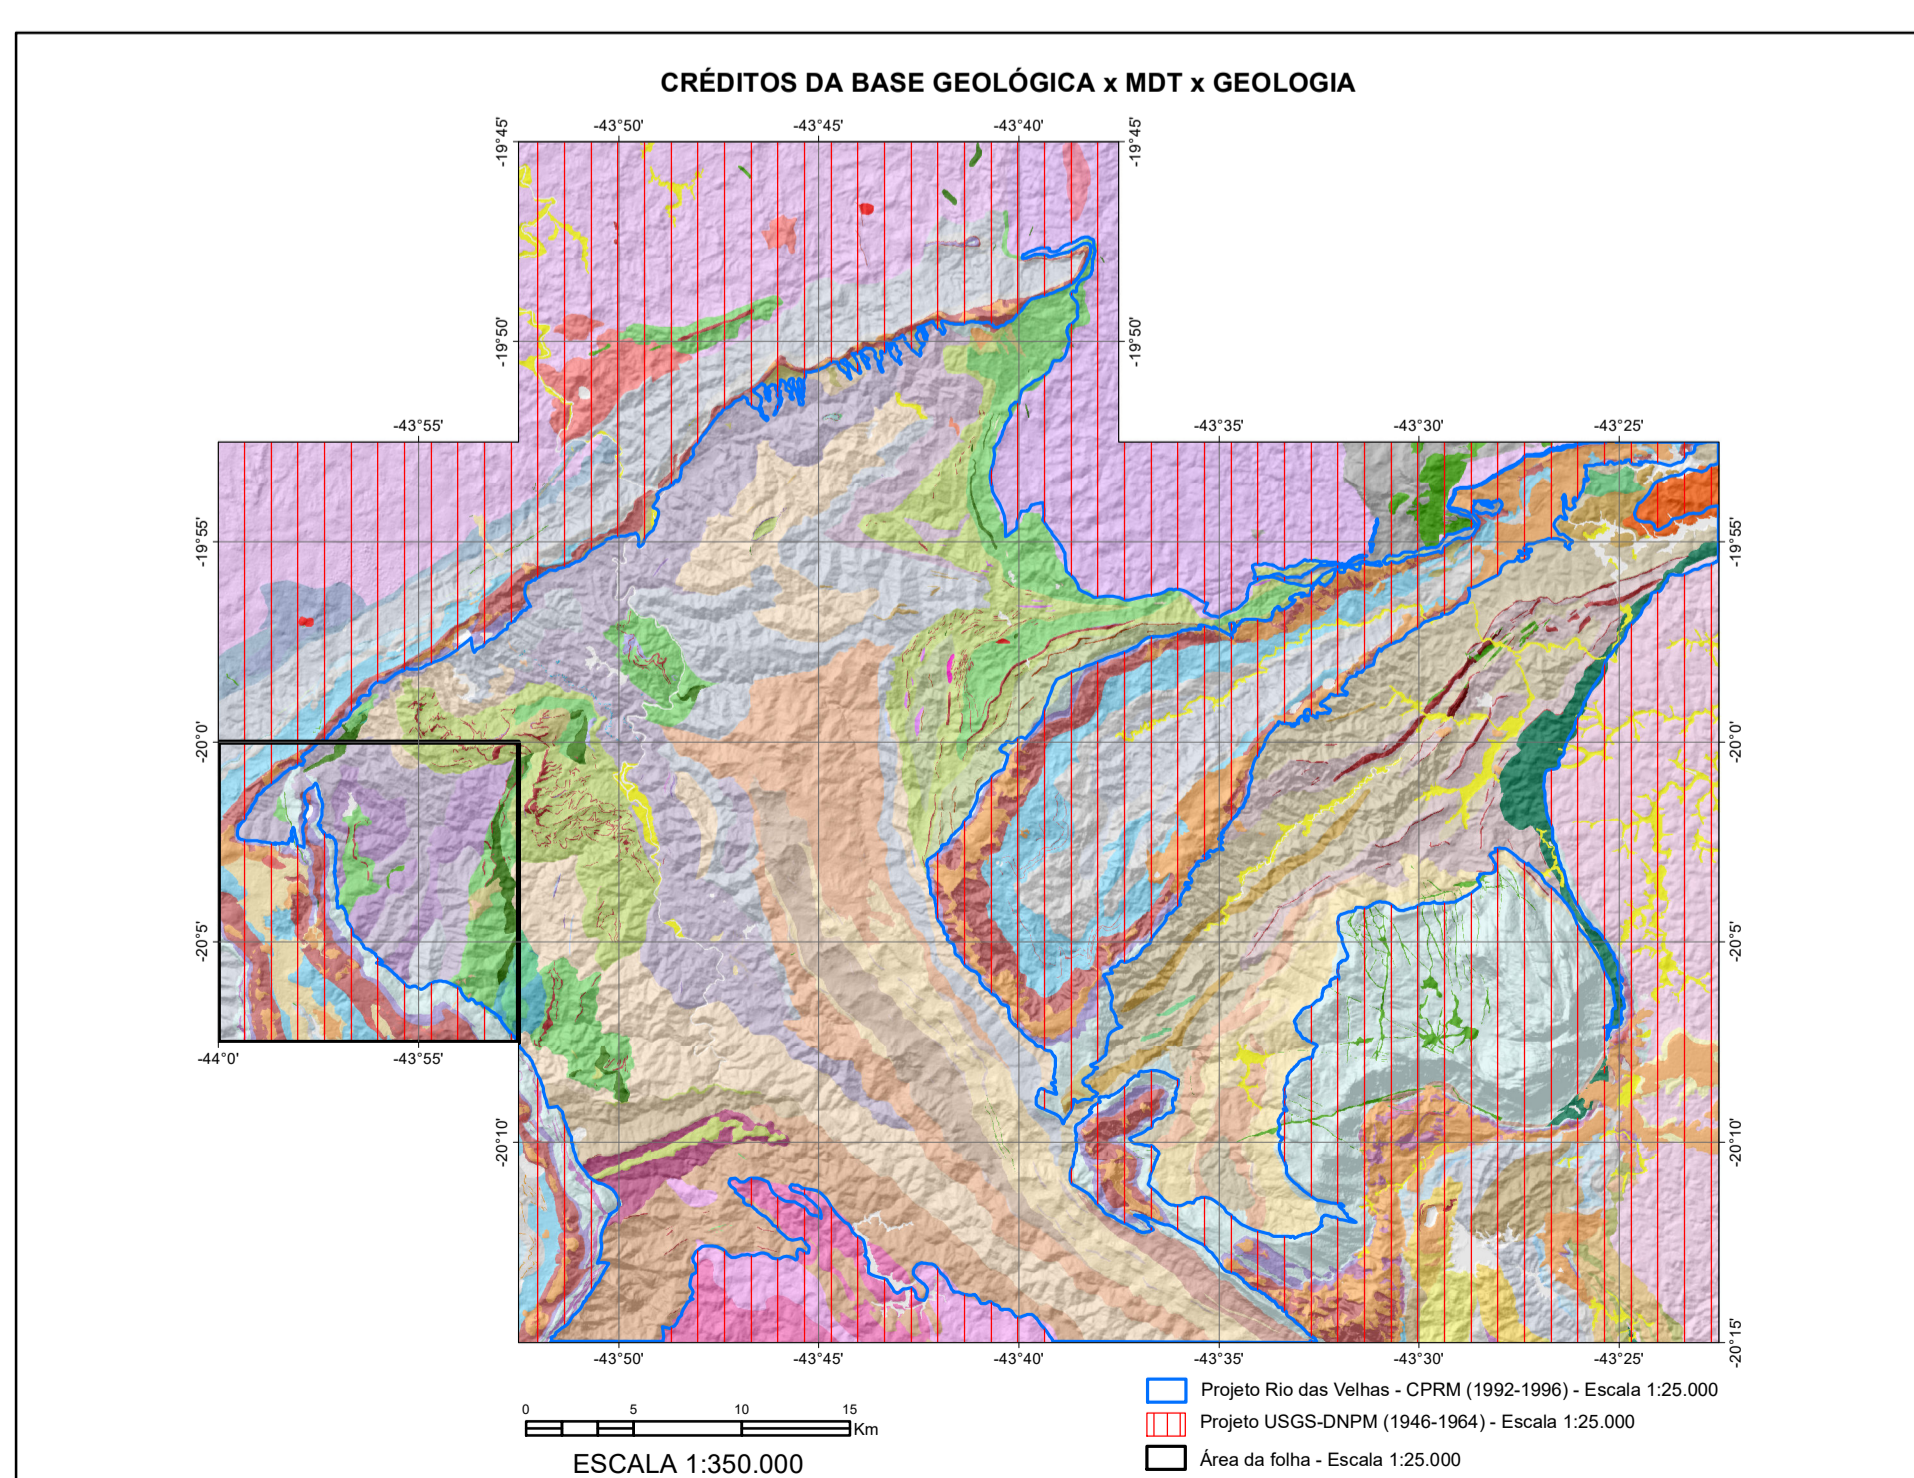 CRÉDITOS DA BASE GEOLÓGICA x MDT x GEOLOGIA
-43°50' -43°45' -43°40'
-19°45' -19°45'
-19°50' -19°50'
-43°55' -43°35' -43°30' -43°25'
-19°55' -19°55'
-20°0' -20°0'
-20°5' -20°5'
-44°0' -43°55'
-20°10' -20°10'
-20°15'
-43°50' -43°45' -43°40' -43°35' -43°30' -43°25'
0 5 10 15
Km
ESCALA 1:350.000
Projeto Rio das Velhas - CPRM (1992-1996) - Escala 1:25.000
Projeto USGS-DNPM (1946-1964) - Escala 1:25.000
Área da folha - Escala 1:25.000